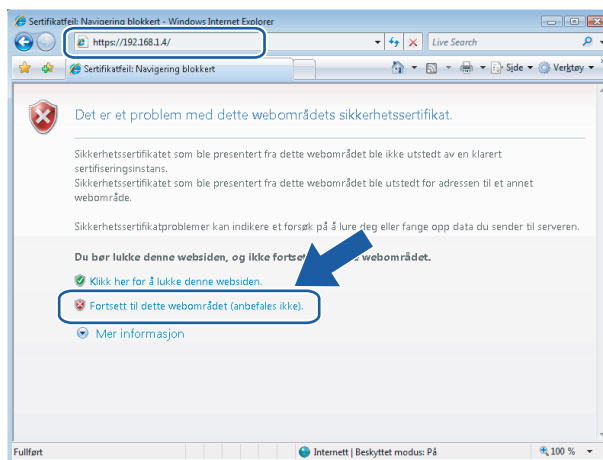 Sertifikatfeil: Navigering blokkert - Windows Internet Explorer
https://192.168.1.4/
Live Search
Sertifikatfeil: Navigering blokkert
Side
Verktøy
Det er et problem med dette webområdets sikkerhetssertifikat.
Sikkerhetssertifikatet som ble presentert fra dette webområdet ble ikke utstedt av en klarert
sertifiseringsinstans.
Sikkerhetssertifikatet som ble presentert fra dette webområdet ble utstedt for adressen til et annet
webområde.
Sikkerhetssertifikatproblemer kan indikere et forsøk på å lure deg eller fange opp data du sender til serveren.
Du bør lukke denne websiden, og ikke webområdet.
Klikk her for å lukke denne websiden.
Fortsett til dette webområdet (anbefales ikke).
Mer informasjon
Fullført
Internett | Beskyttet modus: På
100 %